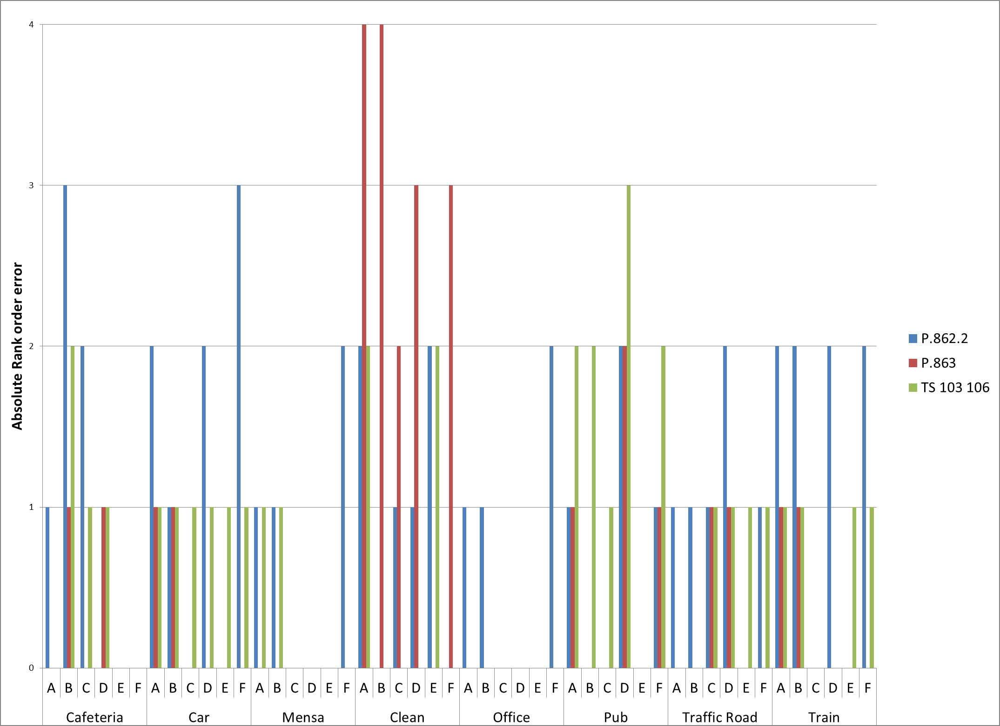 4
3
2
1
0
Absolute Rank order error
A B C D E F A B C D E F A B C D E F A B C D E F A B C D E F A B C D E F A B C D E F A B C D E F
Cafeteria Car Mensa Clean Office Pub Traffic Road Train
P.862.2
P.863
TS 103 106